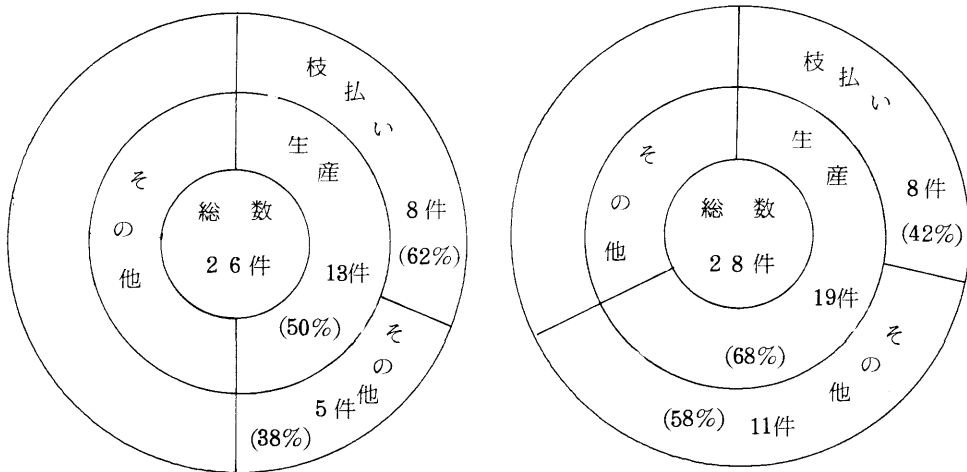 枝払い
生産
その他
総数
26件
8件
(62%)
13件
(50%)
その他
5件
(38%)
枝払い
生産
その他
総数
28件
8件
(42%)
19件
(68%)
その他
11件
(58%)